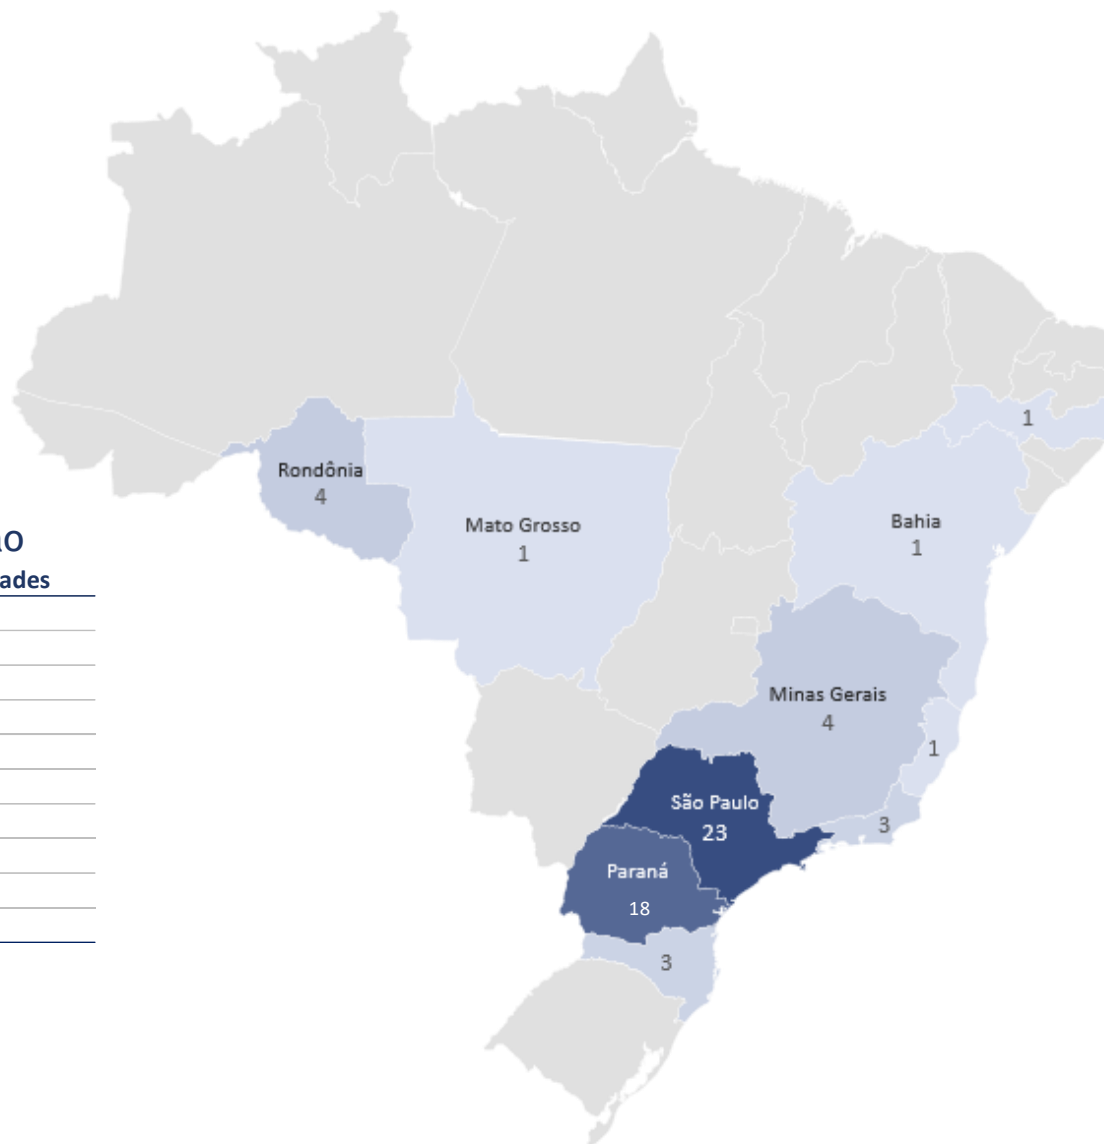 1
Rondônia
4
Mato Grosso
1
Bahia
1
ão
ades
Minas Gerais
4
1
São Paulo
23
3
Paraná
18
3